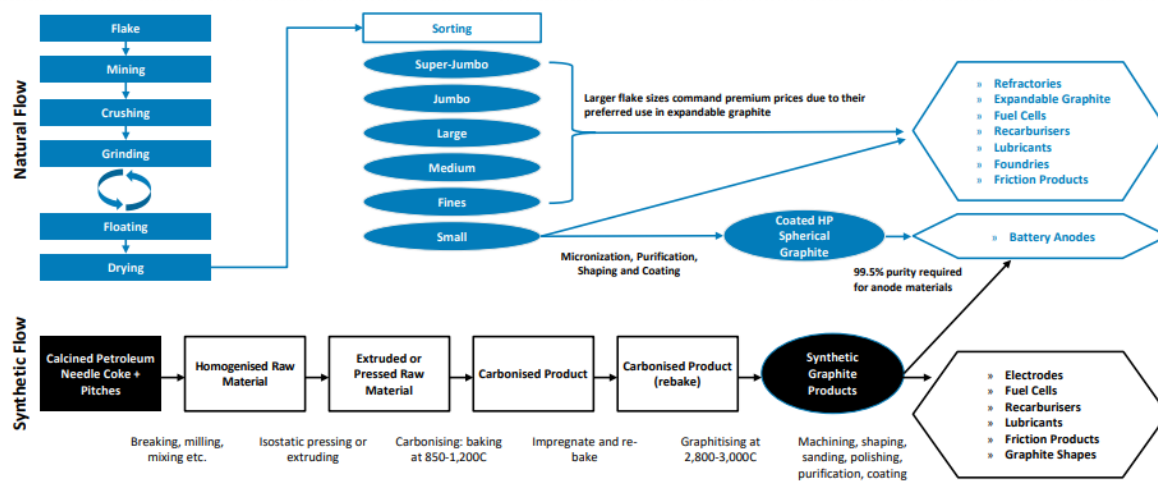 Natural Flow
Flake
Mining
Crushing
Grinding
Floating
Drying
Sorting
Super-Jumbo
Jumbo
Large
Medium
Fines
Small
Larger flake sizes command premium prices due to their
preferred use in expandable graphite
» Refractories
» Expandable Graphite
» Fuel Cells
» Recarburisers
» Lubricants
» Foundries
» Friction Products
Micronization, Purification,
Shaping and Coating
Coated HP
Spherical
Graphite
» Battery Anodes
99.5% purity required
for anode materials
Synthetic Flow
Calcined Petroleum
Needle Coke +
Pitches
Homogenised Raw
Material
Extruded or
Pressed Raw
Material
Carbonised Product
Carbonised Product
(rebake)
Synthetic
Graphite
Products
» Electrodes
» Fuel Cells
» Recarburisers
» Lubricants
» Friction Products
» Graphite Shapes
Breaking, milling,
mixing etc.
Isostatic pressing or
extruding
Carbonising: baking
at 850-1,200C
Impregnate and re-
bake
Graphitising at
2,800-3,000C
Machining, shaping,
sanding, polishing,
purification, coating